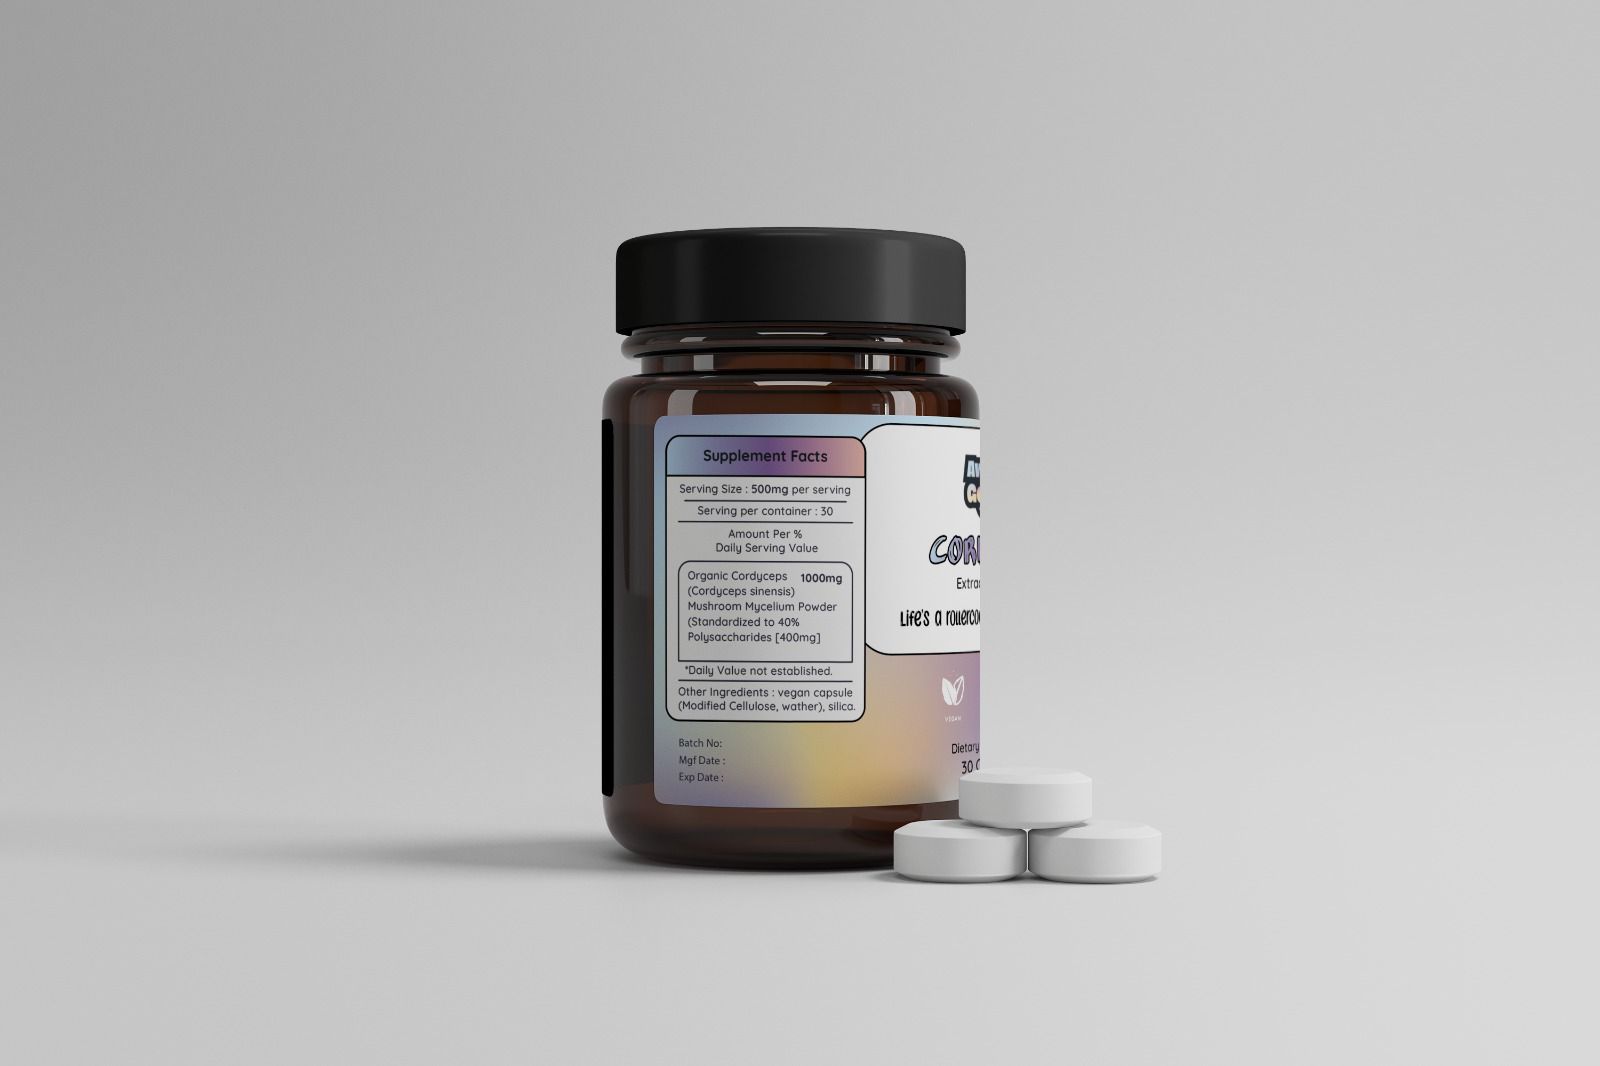 Supplement Facts
Serving Size : 500mg per serving
Serving per container : 30
Amount Per %
Daily Serving Value
Organic Cordyceps 1000mg
(Cordyceps sinensis)
Mushroom Mycelium Powder
(Standardized to 40%
Polysaccharides [400mg]
*Daily Value not established.
Other Ingredients : vegan capsule
(Modified Cellulose, wather), silica.
Batch No:
Mgf Date :
Exp Date :
Life's a
VEGAN
Dietary
30